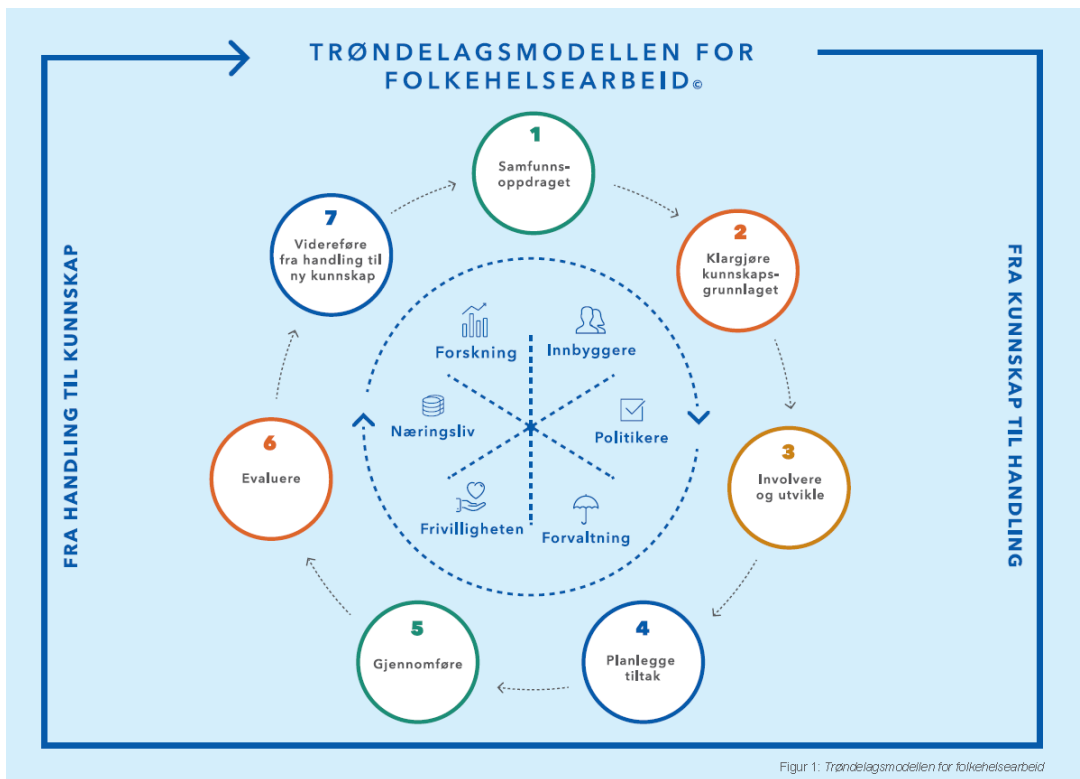 TRØNDELAGSMODELLEN FOR
FOLKEHELSEARBEID©
1
Samfunns-
oppdraget
2
Klargjøre
kunnskaps-
grunnlaget
3
Involvere
og utvikle
4
Planlegge
tiltak
5
Gjennomføre
6
Evaluere
7
Videreføre
fra handling til
ny kunnskap
Forskning
Innbyggere
Næringsliv
Politikere
Frivilligheten
Forvaltning
FRA HANDLING TIL KUNNSKAP
FRA KUNNSKAP TIL HANDLING
Figur 1: Trøndelagsmodellen for folkehelsearbeid